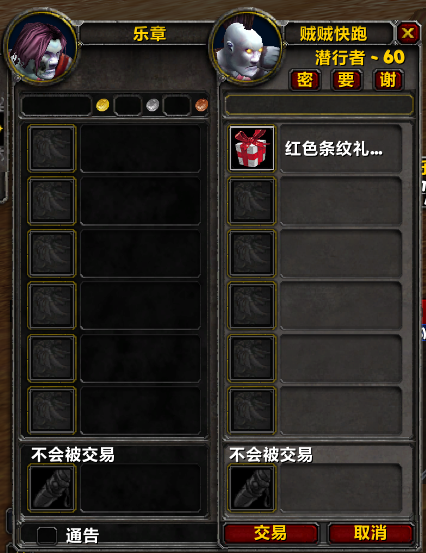 乐章
贼贼快跑
潜行者 - 60
密 要 谢
红色条纹礼...
不会被交易
不会被交易
通告
交易 取消